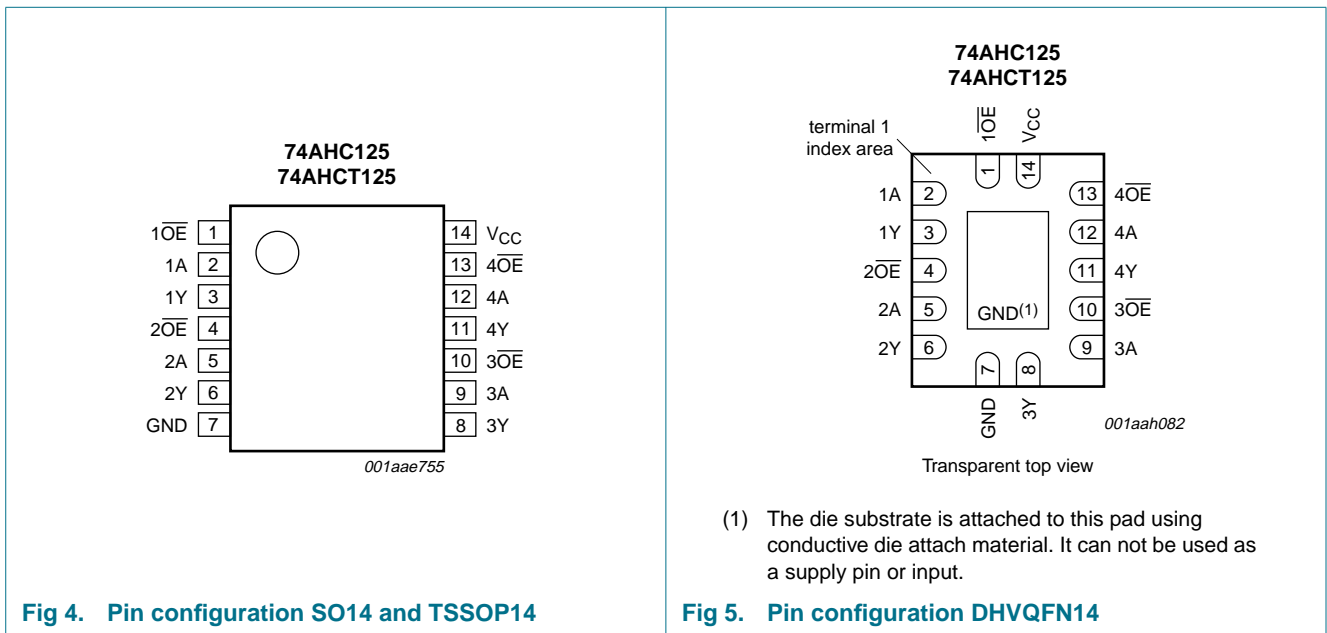 74AHC125
74AHCT125
1OE 1
1A 2
1Y 3
2OE 4
2A 5
2Y 6
GND 7
14 VCC
13 4OE
12 4A
11 4Y
10 3OE
9 3A
8 3Y
001aae755
Fig 4. Pin configuration SO14 and TSSOP14
74AHC125
74AHCT125
terminal 1
index area
1OE
VCC
1
14
1A 2
1Y 3
2OE 4
2A 5
2Y 6
13 4OE
12 4A
11 4Y
10 3OE
9 3A
GND(1)
7
8
GND
3Y
001aah082
Transparent top view
(1) The die substrate is attached to this pad using
conductive die attach material. It can not be used as
a supply pin or input.
Fig 5. Pin configuration DHVQFN14